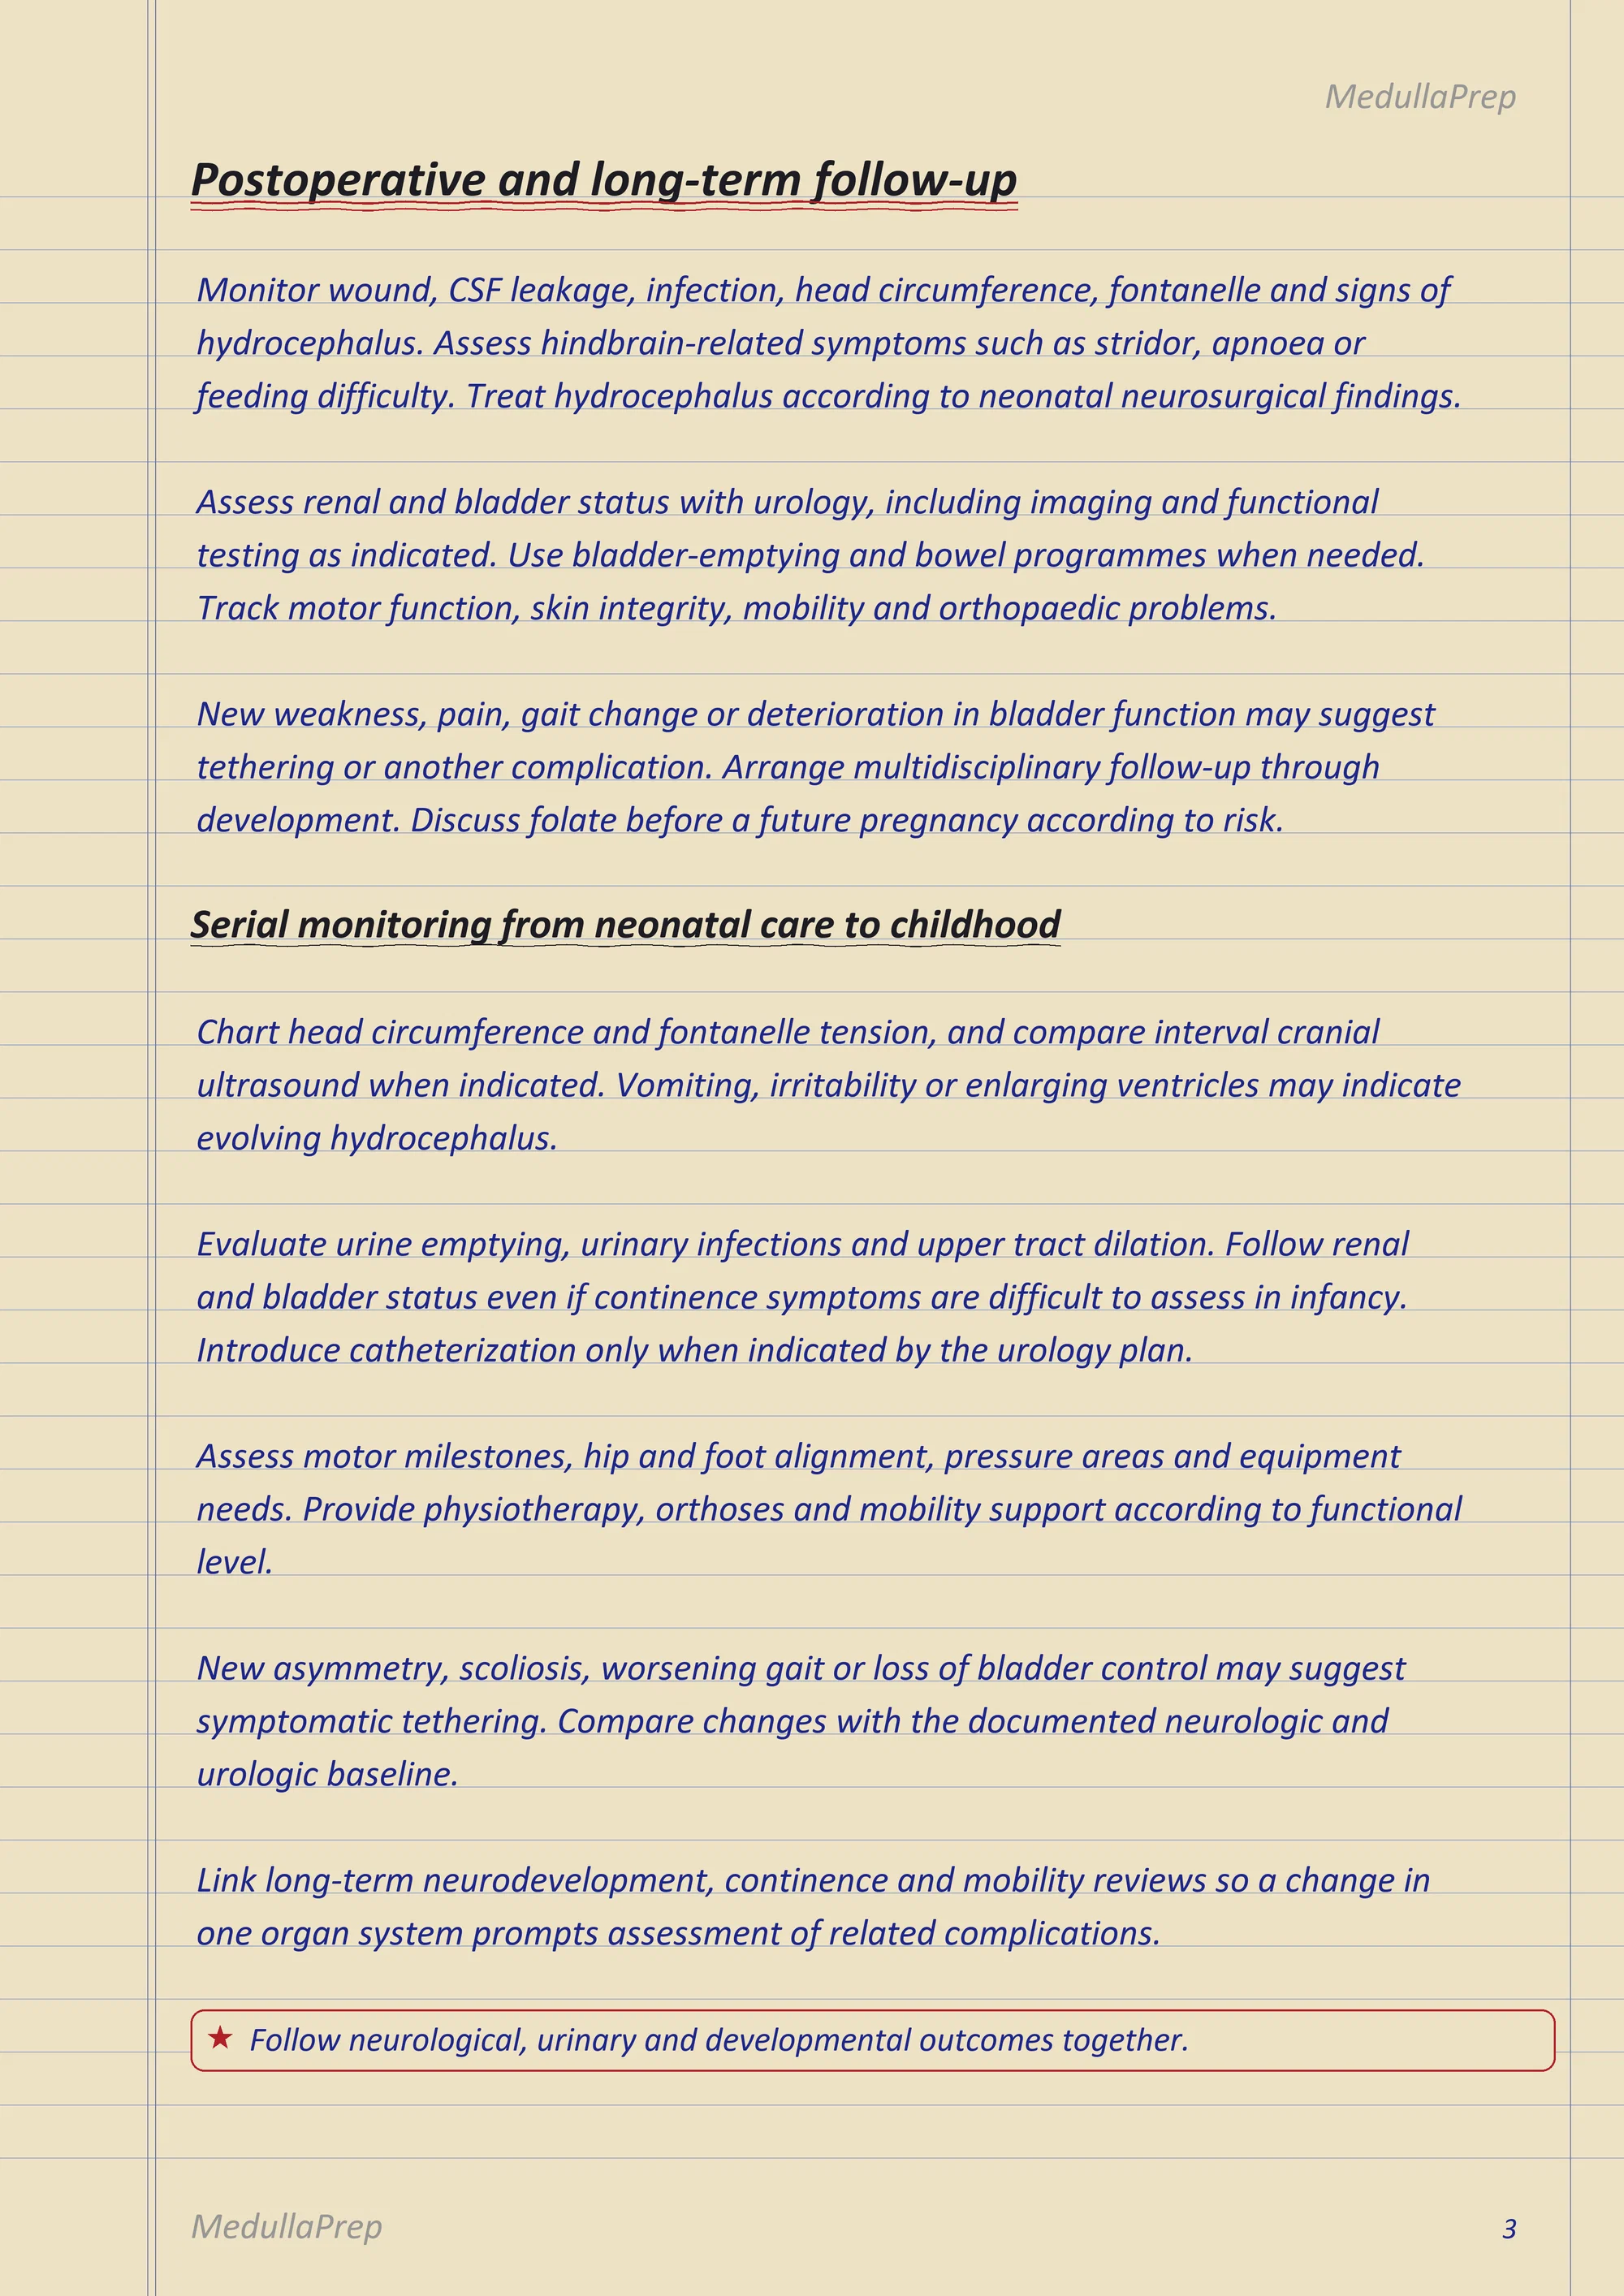 MedullaPrep
Postoperative and long-term follow-up
Monitor wound, CSF leakage, infection, head circumference, fontanelle and signs of
hydrocephalus. Assess hindbrain-related symptoms such as stridor, apnoea or
feeding difficulty. Treat hydrocephalus according to neonatal neurosurgical findings.
Assess renal and bladder status with urology, including imaging and functional
testing as indicated. Use bladder-emptying and bowel programmes when needed.
Track motor function, skin integrity, mobility and orthopaedic problems.
New weakness, pain, gait change or deterioration in bladder function may suggest
tethering or another complication. Arrange multidisciplinary follow-up through
development. Discuss folate before a future pregnancy according to risk.
Serial monitoring from neonatal care to childhood
Chart head circumference and fontanelle tension, and compare interval cranial
ultrasound when indicated. Vomiting, irritability or enlarging ventricles may indicate
evolving hydrocephalus.
Evaluate urine emptying, urinary infections and upper tract dilation. Follow renal
and bladder status even if continence symptoms are difficult to assess in infancy.
Introduce catheterization only when indicated by the urology plan.
Assess motor milestones, hip and foot alignment, pressure areas and equipment
needs. Provide physiotherapy, orthoses and mobility support according to functional
level.
New asymmetry, scoliosis, worsening gait or loss of bladder control may suggest
symptomatic tethering. Compare changes with the documented neurologic and
urologic baseline.
Link long-term neurodevelopment, continence and mobility reviews so a change in
one organ system prompts assessment of related complications.
★ Follow neurological, urinary and developmental outcomes together.
MedullaPrep
3